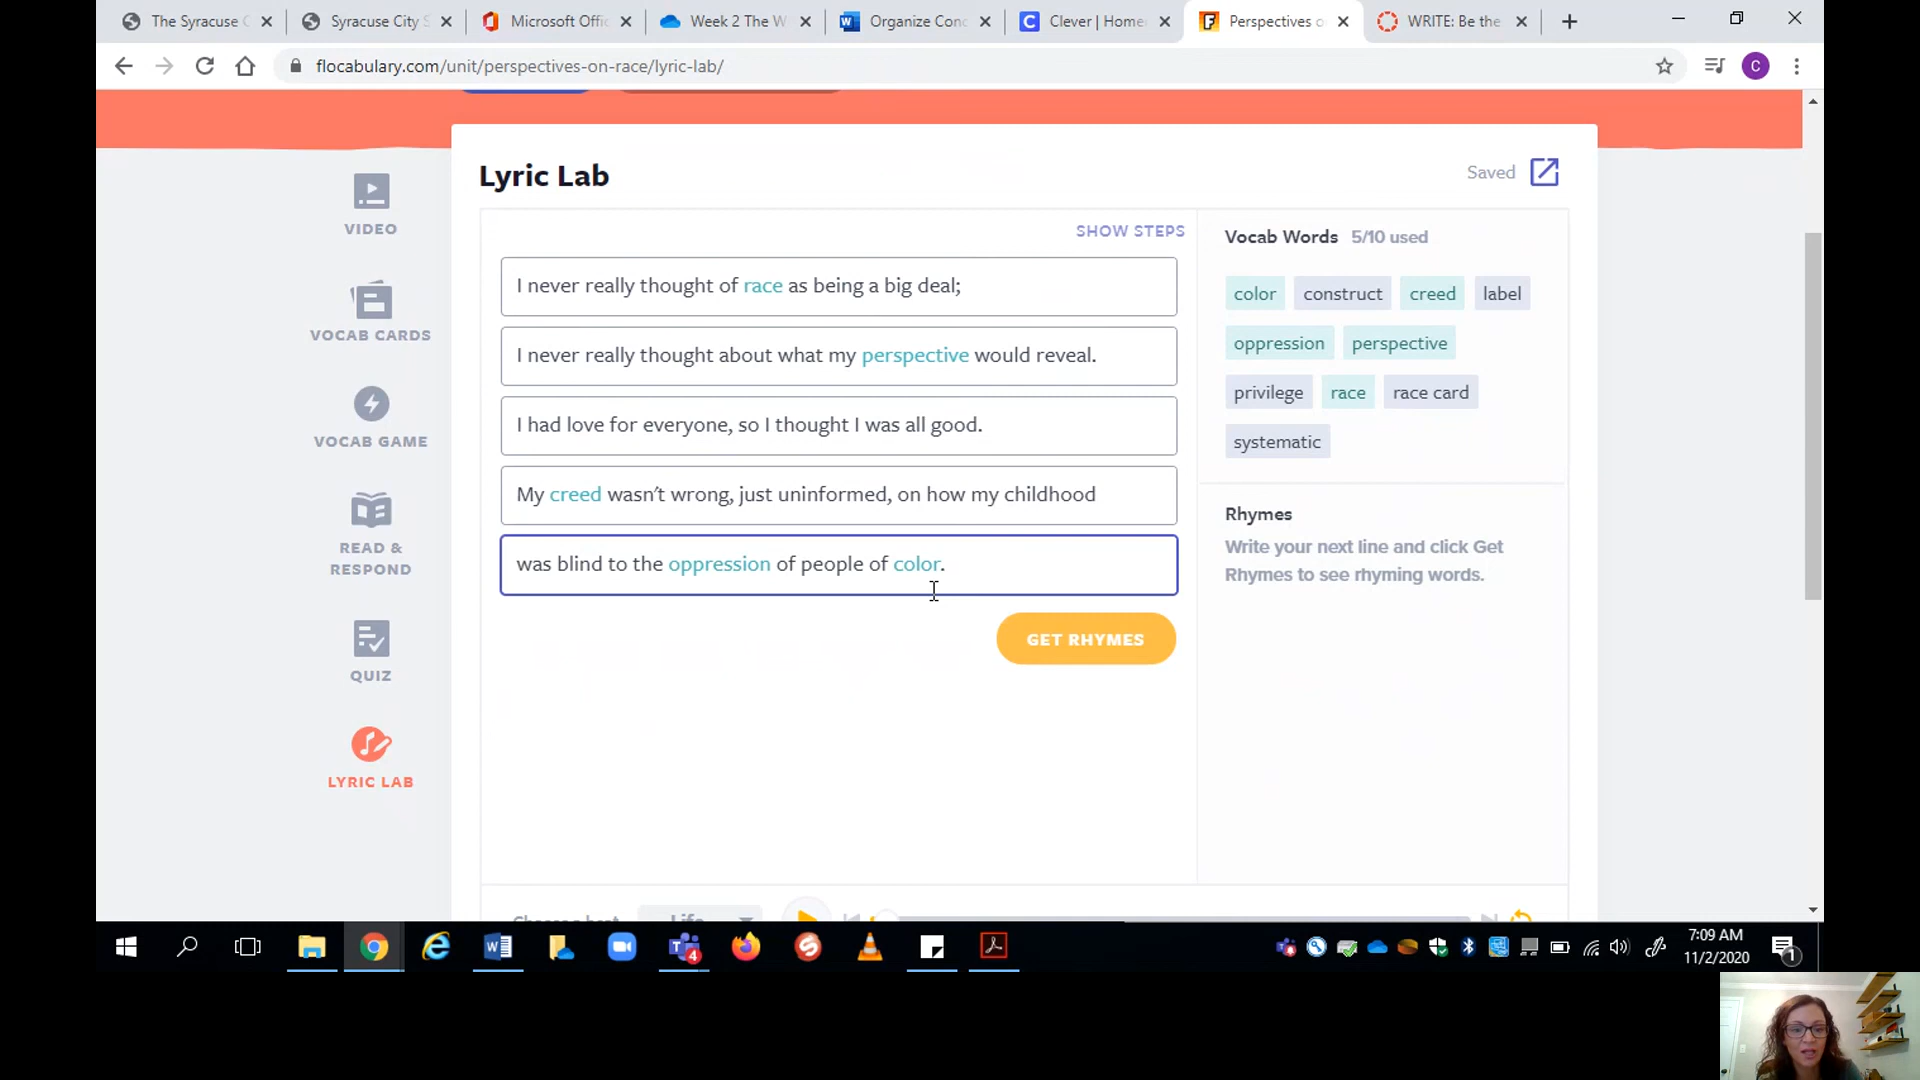 The Syracuse C
Syracuse City S
Microsoft Offic
Week 2 The W
Organize Conc
Clever | Home
Perspectives o
WRITE: Be the
flocabulary.com/unit/perspectives-on-race/lyric-lab/
C
Lyric Lab
Saved
SHOW STEPS
I never really thought of race as being a big deal;
I never really thought about what my perspective would reveal.
I had love for everyone, so I thought I was all good.
My creed wasn't wrong, just uninformed, on how my childhood
was blind to the oppression of people of color.
GET RHYMES
Vocab Words 5/10 used
color construct creed label
oppression perspective
privilege race race card
systematic
Rhymes
Write your next line and click Get
Rhymes to see rhyming words.
VIDEO
VOCAB CARDS
VOCAB GAME
READ &
RESPOND
QUIZ
LYRIC LAB
Choose beat Life
4
7:09 AM
11/2/2020
1